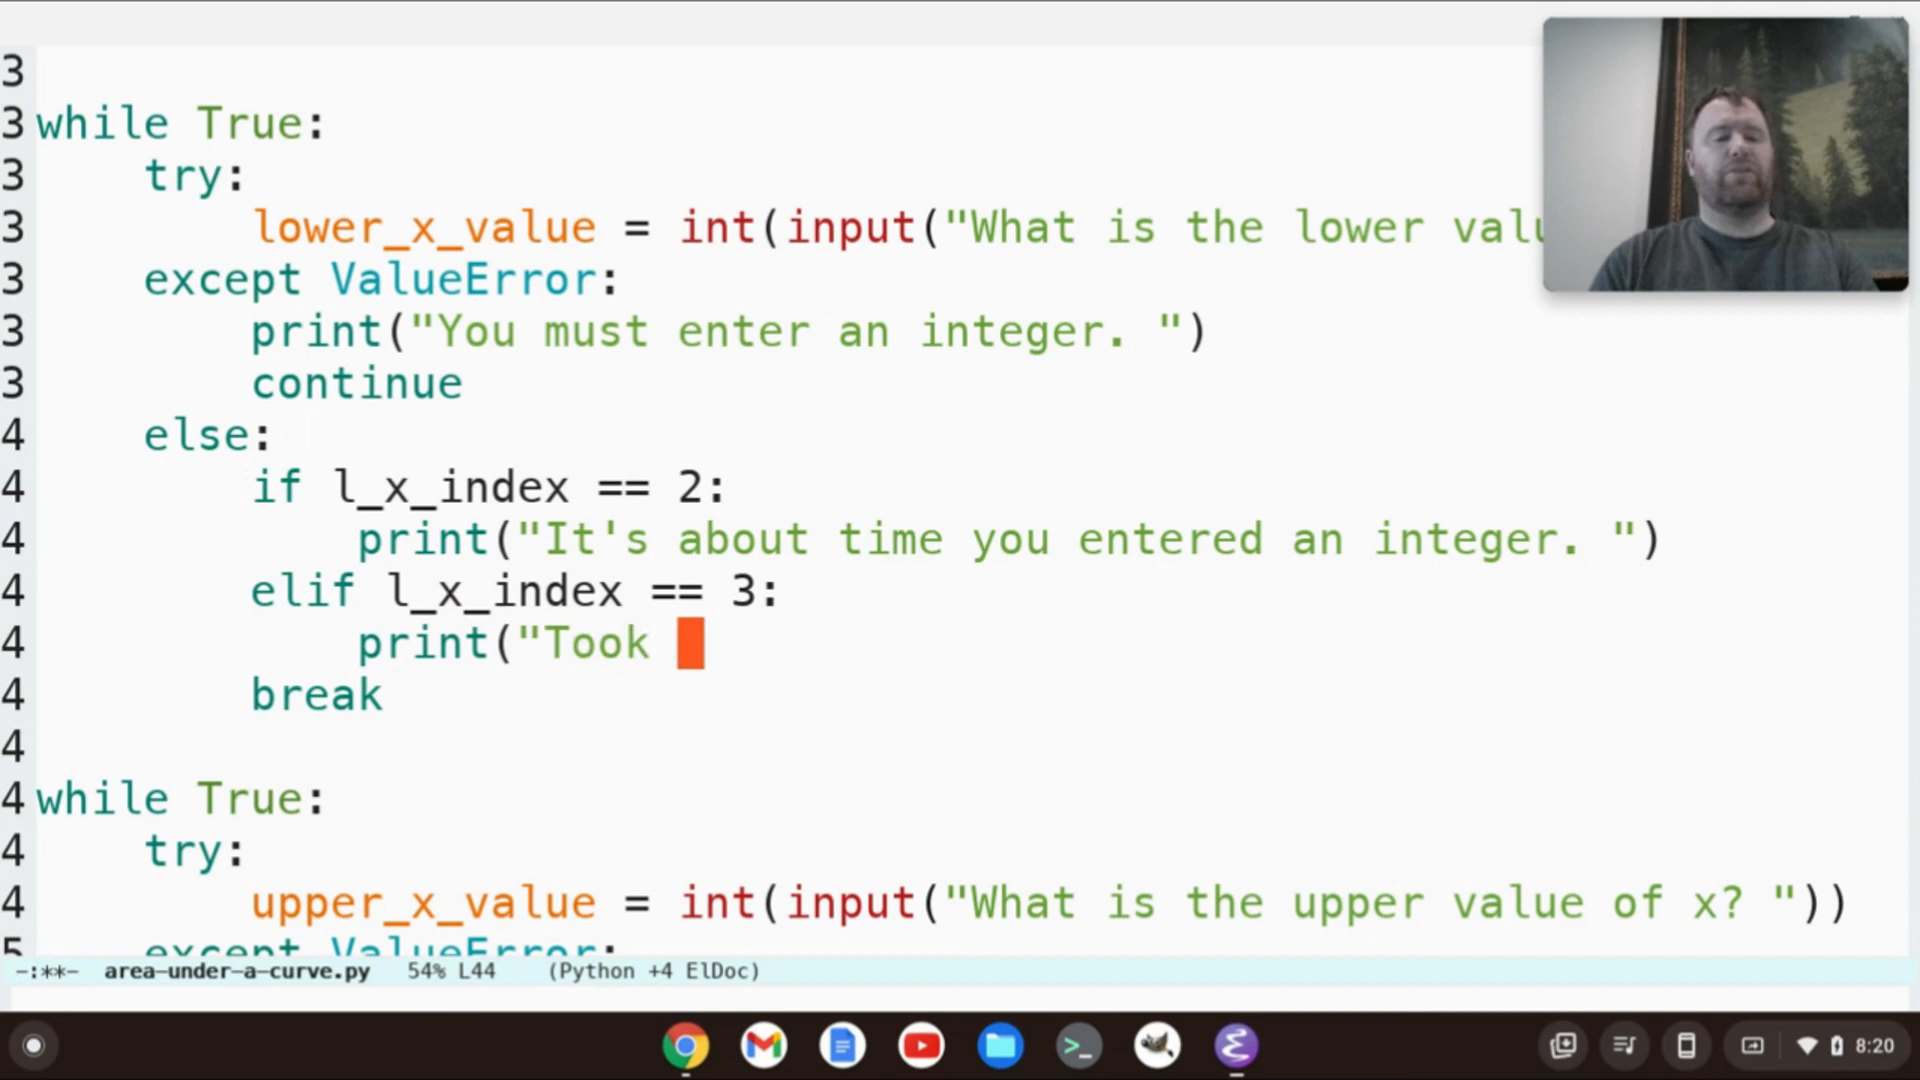 3
3 while True:
3 try:
3 lower_x_value = int(input("What is the lower valu
3 except ValueError:
3 print("You must enter an integer. ")
3 continue
4 else:
4 if l_x_index == 2:
4 print("It's about time you entered an integer. ")
4 elif l_x_index == 3:
4 print("Took
4 break
4
4 while True:
4 try:
4 upper_x_value = int(input("What is the upper value of x? "))
5 except ValueError:
-:**- area-under-a-curve.py 54% L44 (Python +4 ElDoc)
8:20